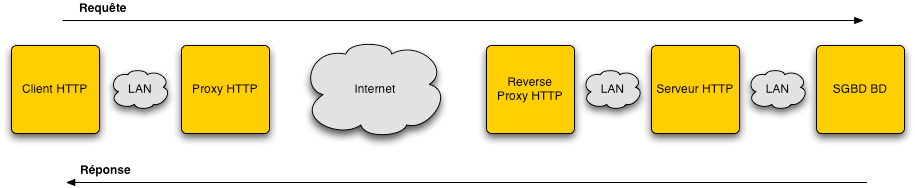 Requête
Client HTTP
LAN
Proxy HTTP
Internet
Reverse
Proxy HTTP
LAN
Serveur HTTP
LAN
SGBD BD
Réponse